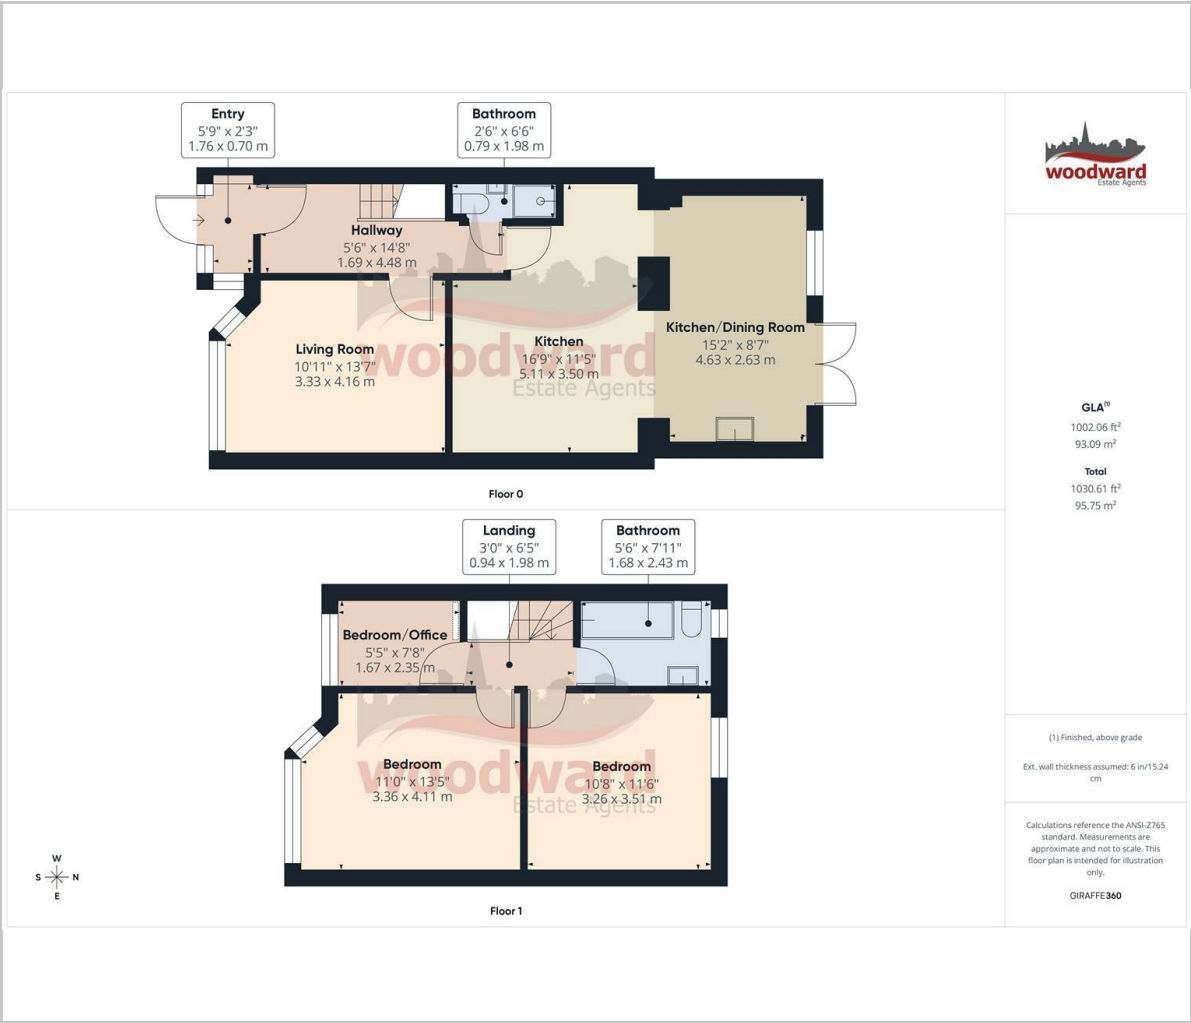 Entry
5'9" x 2'3"
1.76 x 0.70 m
Bathroom
2'6" x 6'6"
0.79 x 1.98 m
Hallway
5'6" x 14'8"
1.69 x 4.48 m
Living Room
10'11" x 13'7"
3.33 x 4.16 m
Kitchen
16'9" x 11'5"
5.11 x 3.50 m
Kitchen/Dining Room
15'2" x 8'7"
4.63 x 2.63 m
woodward
Estate Agents
Floor 0
Landing
3'0" x 6'5"
0.94 x 1.98 m
Bathroom
5'6" x 7'11"
1.68 x 2.43 m
Bedroom/Office
5'5" x 7'8"
1.67 x 2.35 m
Bedroom
11'0" x 13'5"
3.36 x 4.11 m
Bedroom
10'8" x 11'6"
3.26 x 3.51 m
woodward
Estate Agents
W
S N
E
Floor 1
woodward
Estate Agents
GLA(1)
1002.06 ft²
93.09 m²
Total
1030.61 ft²
95.75 m²
(1) Finished, above grade
Ext. wall thickness assumed: 6 in/15.24
cm
Calculations reference the ANSI-Z765
standard. Measurements are
approximate and not to scale. This
floor plan is intended for illustration
only.
GIRAFFE360